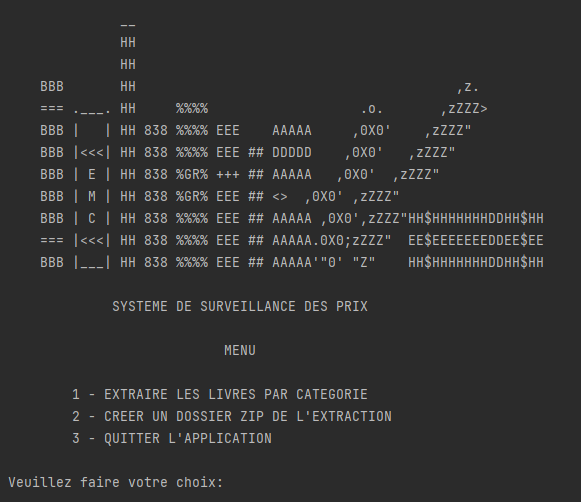 __
               HH
               HH
    BBB        HH                                        ,z.
    === .___.  HH     %%%%                   .o.       ,zZZZ>
    BBB |   | HH 838 %%%% EEE    AAAAA     ,0X0'    ,zZZZ"
    BBB |<<<| HH 838 %%%% EEE ## DDDDD    ,0X0'   ,zZZZ"
    BBB | E | HH 838 %GR% +++ ## AAAAA   ,0X0'  ,zZZZ"
    BBB | M | HH 838 %GR% EEE ## <>  ,0X0' ,zZZZ"
    BBB | C | HH 838 %%%% EEE ## AAAAA ,0X0',zZZZ"HH$HHHHHHHDDHH$HH
    === |<<<| HH 838 %%%% EEE ## AAAAA.0X0;zZZZ"  EE$EEEEEEEDDEE$EE
    BBB |___| HH 838 %%%% EEE ## AAAAA'"0' "Z"    HH$HHHHHHHDDHH$HH
SYSTEME DE SURVEILLANCE DES PRIX
MENU
1 - EXTRAIRE LES LIVRES PAR CATEGORIE
2 - CREER UN DOSSIER ZIP DE L'EXTRACTION
3 - QUITTER L'APPLICATION
Veuillez faire votre choix: